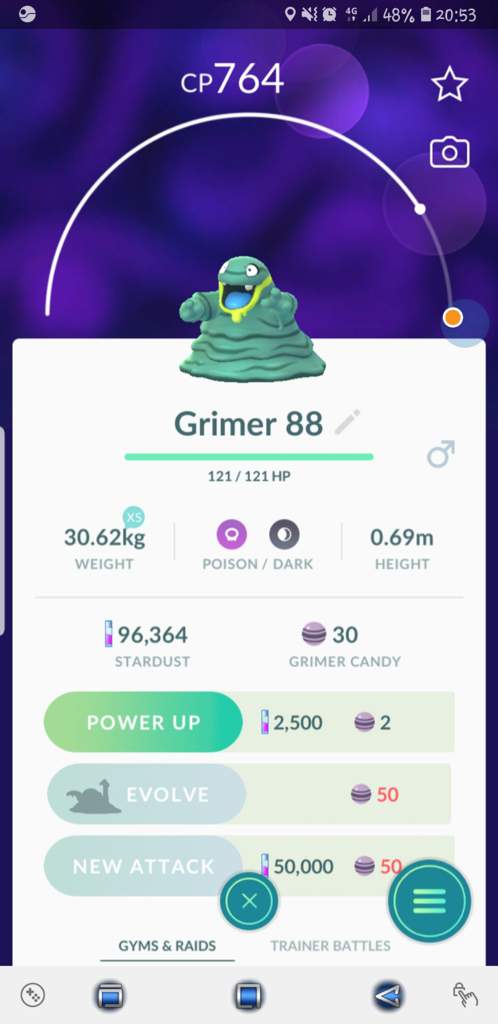 4G 48% 20:53
CP764
Grimer 88
121 / 121 HP
XS
30.62kg 0.69m
WEIGHT POISON / DARK HEIGHT
96,364 30
STARDUST GRIMER CANDY
POWER UP 2,500 2
EVOLVE 50
NEW ATTACK 50,000 50
GYMS & RAIDS TRAINER BATTLES